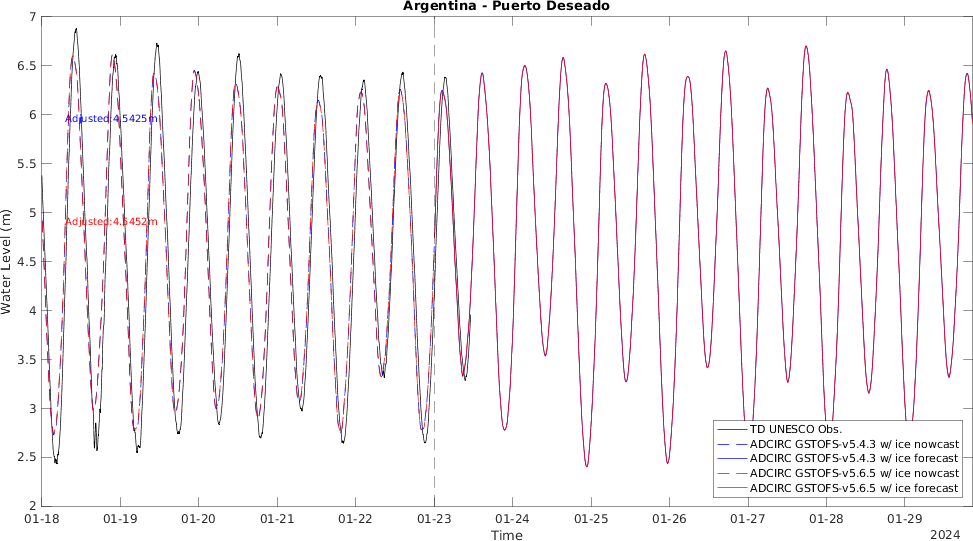 Argentina - Puerto Deseado
7
6.5
6
5.5
5
4.5
4
3.5
3
2.5
2
Water Level (m)
Adjusted:4.5425m
Adjusted:4.5452m
TD UNESCO Obs.
ADCIRC GSTOFS-v5.4.3 w/ ice nowcast
ADCIRC GSTOFS-v5.4.3 w/ ice forecast
ADCIRC GSTOFS-v5.6.5 w/ ice nowcast
ADCIRC GSTOFS-v5.6.5 w/ ice forecast
01-18 01-19 01-20 01-21 01-22 01-23 01-24 01-25 01-26 01-27 01-28 01-29
Time
2024